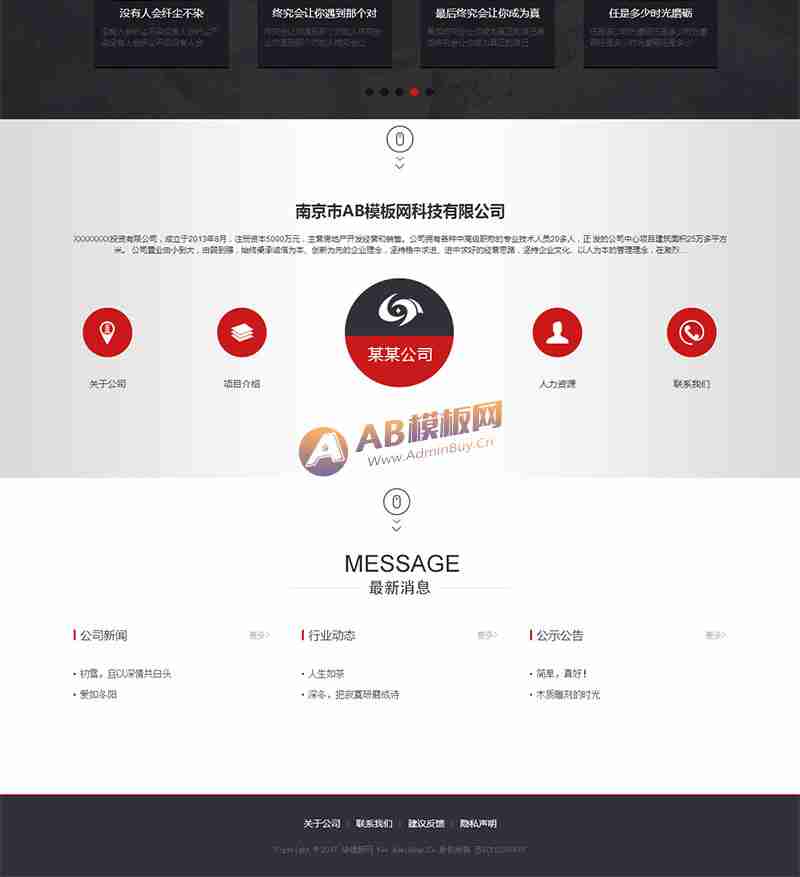 没有人会纤尘不染
终究会让你遇到那个对
最后终究会让你成为真
任是多少时光磨砺
南京市AB模板网科技有限公司
XXXXXXXX投资有限公司，成立于2013年8月，注册资本5000万元，主营房地产开发经营和销售。公司拥有各种中高级职称的专业技术人员20多人，正 发的公司中心项目建筑面积25万多平方
米。 公司置业由小到大，由弱到强，始终秉承诚信为本、创新为先的企业理念，坚持稳中求进、进中求好的经营思路，坚持企业文化、以人为本的管理理念，在激烈...
某某公司
关于公司
项目介绍
人力资源
联系我们
AB模板网
Www.AdminBuy.Cn
MESSAGE
最新消息
公司新闻
更多>
初雪，且以深情共白头
爱如冬阳
行业动态
更多>
人生如茶
深冬，把寂寞研磨成诗
公示公告
更多>
简单，真好！
木质雕刻的时光
关于公司 | 联系我们 | 建议反馈 | 隐私声明